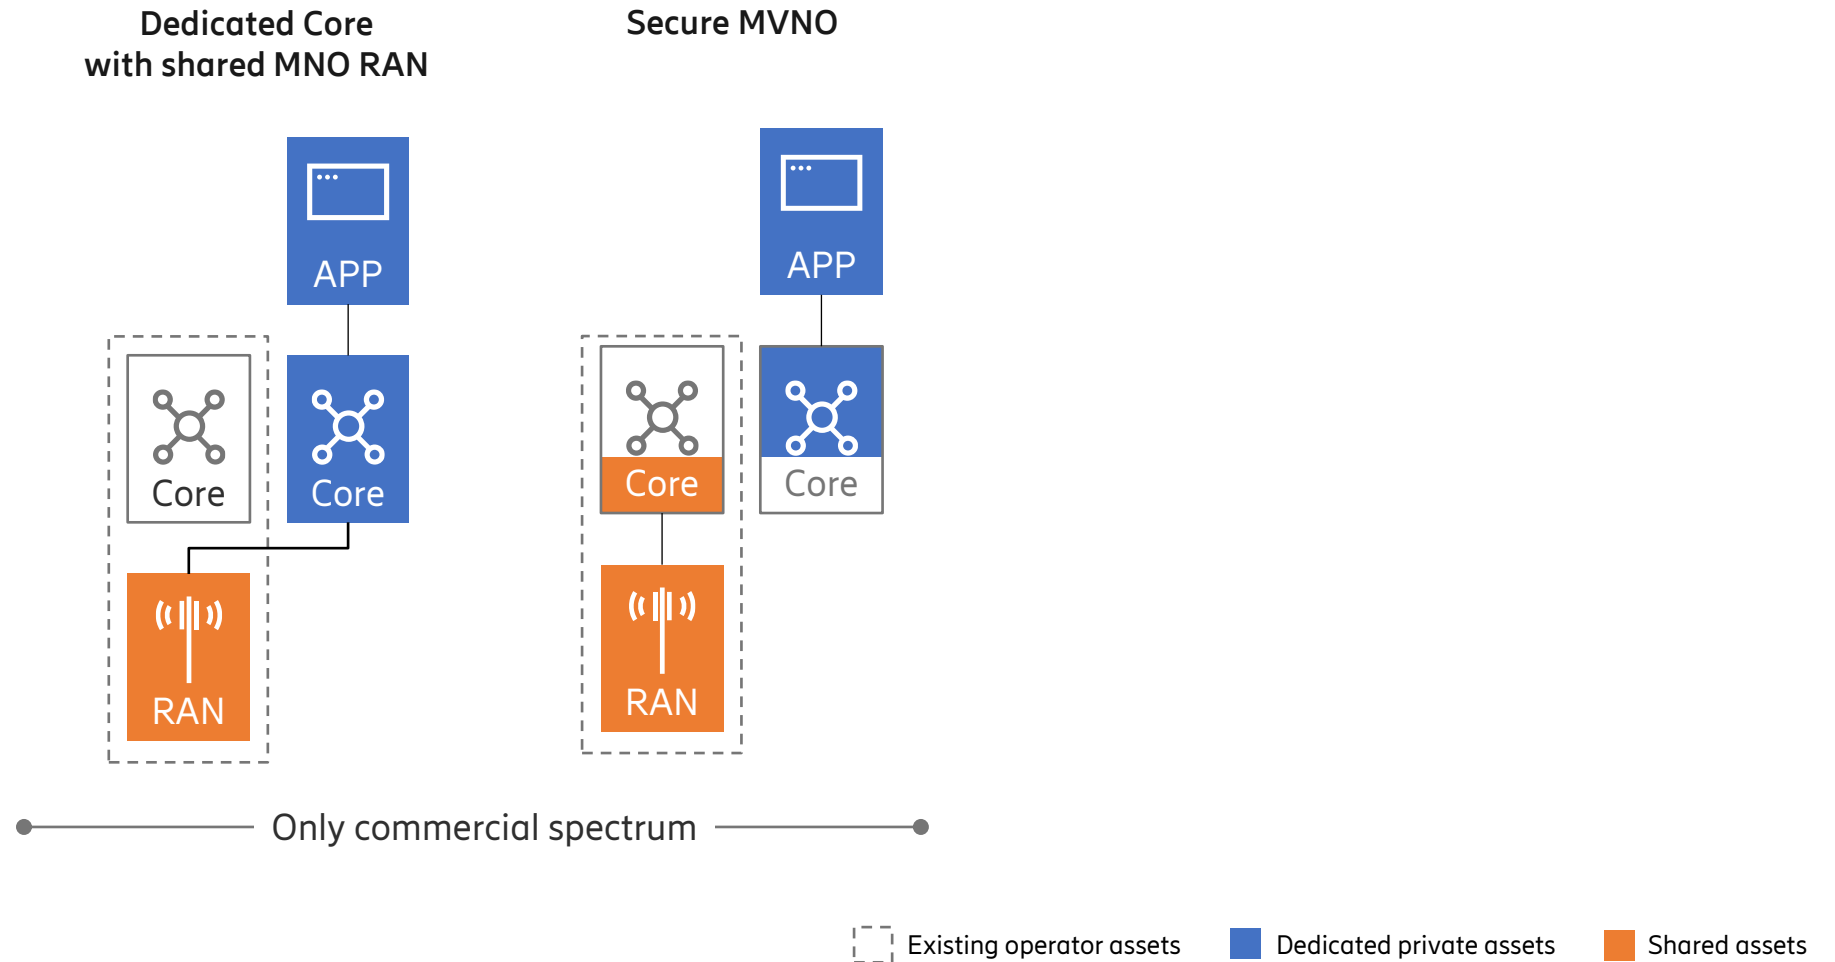 Dedicated Core
with shared MNO RAN
Secure MVNO
APP
APP
Core
Core
Core
Core
RAN
RAN
Only commercial spectrum
Existing operator assets
Dedicated private assets
Shared assets